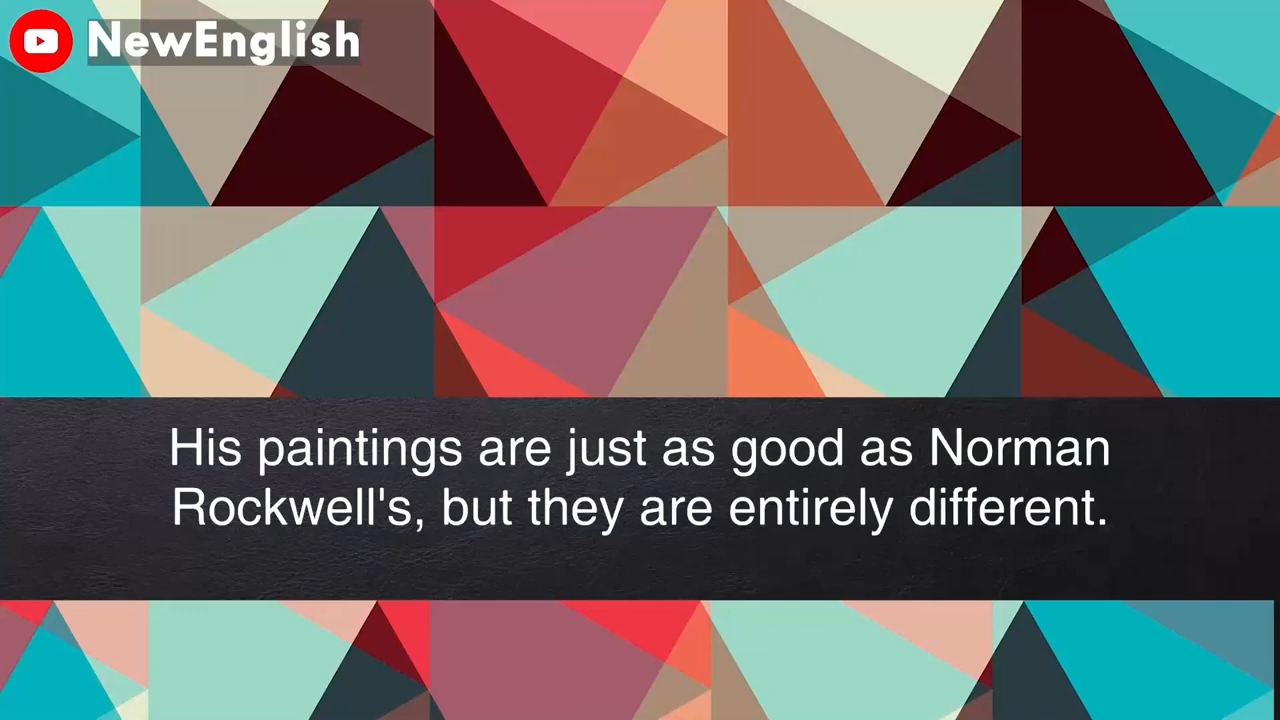 NewEnglish
His paintings are just as good as Norman
Rockwell's, but they are entirely different.